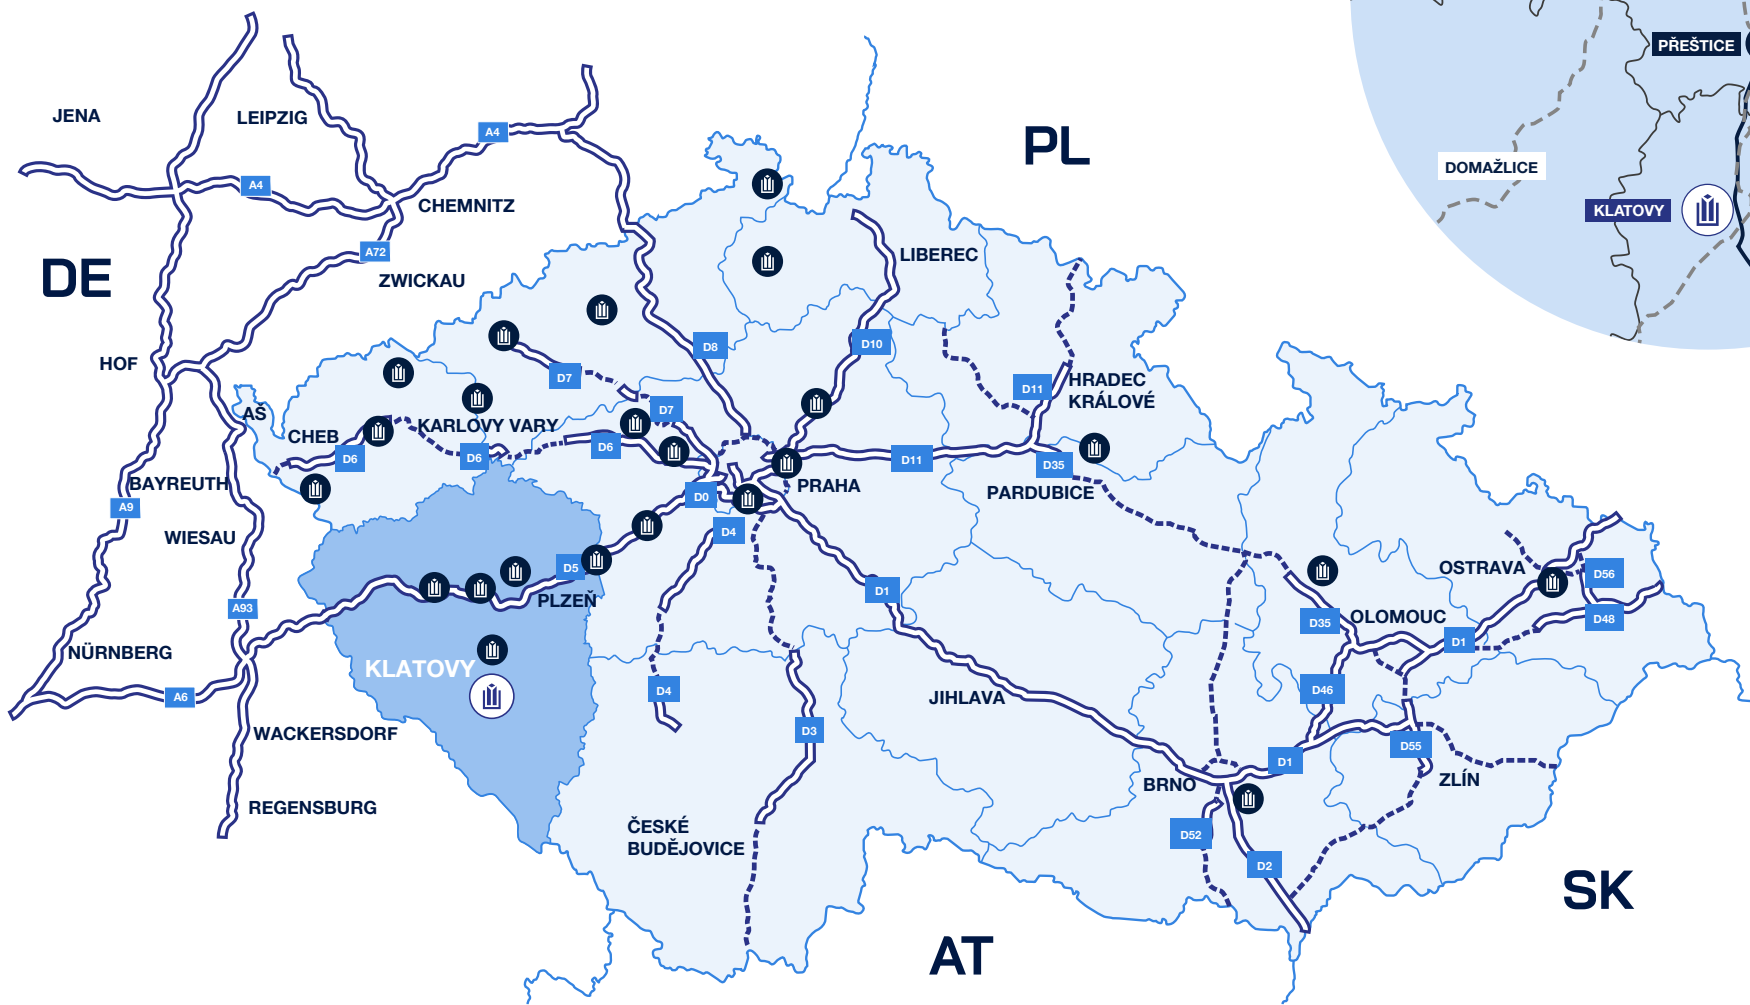 PŘEŠTICE
JENA
LEIPZIG
A4
PL
DOMAŽLICE
A4
CHEMNITZ
KLATOVY
A72
LIBEREC
DE
ZWICKAU
D8
D10
HOF
D7
D11
HRADEC
KRÁLOVÉ
AŠ
D7
CHEB
KARLOVY VARY
D6
D6
D6
D11
D35
BAYREUTH
PRAHA
PARDUBICE
D0
A9
D4
WIESAU
D5
OSTRAVA
D56
PLZEŇ
D1
A93
D35
OLOMOUC
D48
D1
NÜRNBERG
KLATOVY
D4
D46
A6
JIHLAVA
WACKERSDORF
D3
D55
D1
ZLÍN
BRNO
REGENSBURG
ČESKÉ
BUDĚJOVICE
D52
D2
SK
AT